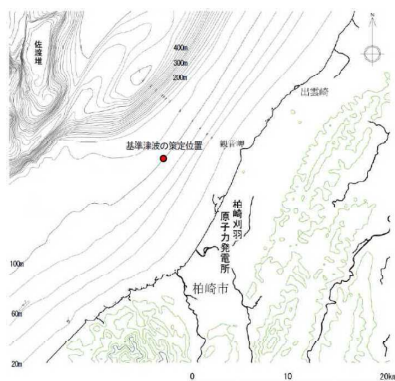 佐渡堆
400m
300m
200m
出雲崎
観音岬
基準津波の策定位置
柏崎刈羽
原子力発電所
柏崎市
100m
60m
20m
0
10
20km